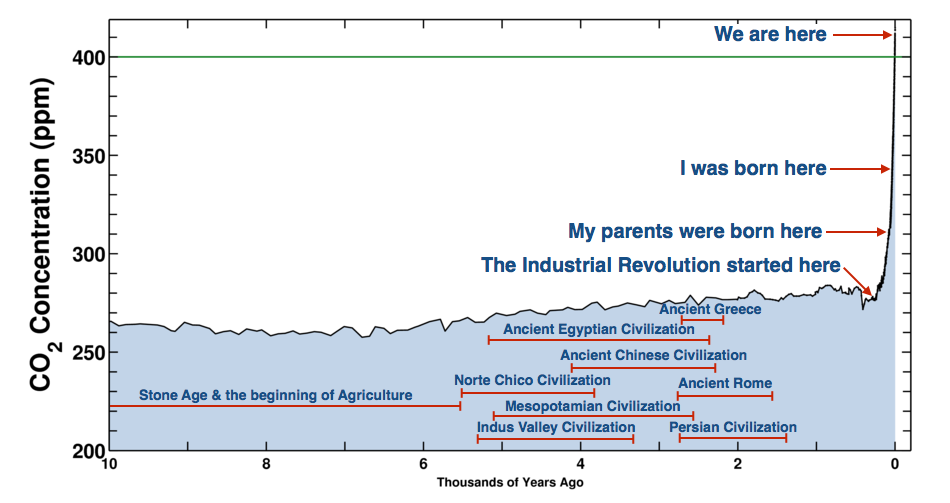 We are here
400
350
I was born here
My parents were born here
300
The Industrial Revolution started here
Ancient Greece
Ancient Egyptian Civilization
250
Ancient Chinese Civilization
Norte Chico Civilization
Ancient Rome
Stone Age & the beginning of Agriculture
Mesopotamian Civilization
Indus Valley Civilization
Persian Civilization
200
CO2 Concentration (ppm)
10 8 6 4 2 0
Thousands of Years Ago